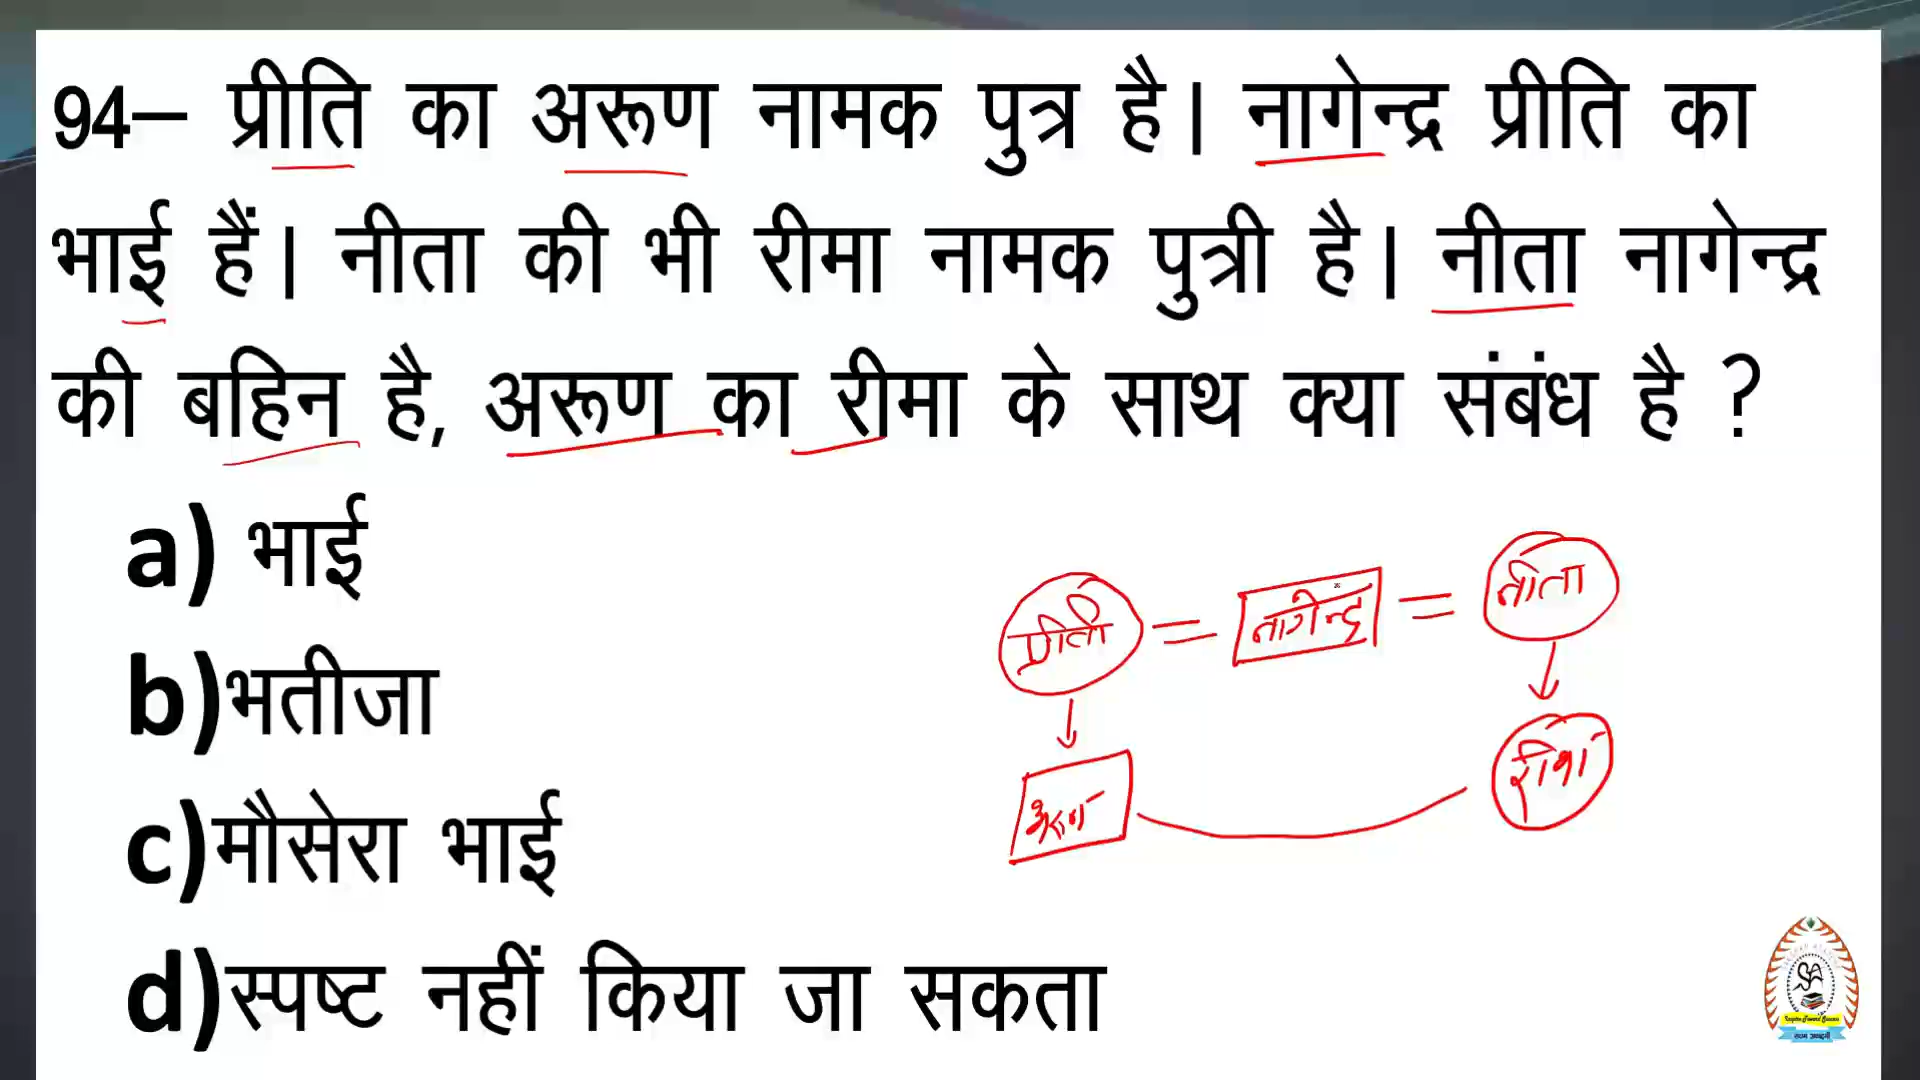 94– प्रीति का अरूण नामक पुत्र है। नागेन्द्र प्रीति का
भाई हैं। नीता की भी रीमा नामक पुत्री है। नीता नागेन्द्र
की बहिन है, अरूण का रीमा के साथ क्या संबंध है ?
a) भाई
b)भतीजा
c)मौसेरा भाई
d)स्पष्ट नहीं किया जा सकता
प्रीती = नागेन्द्र = नीता
अरुण रीमा